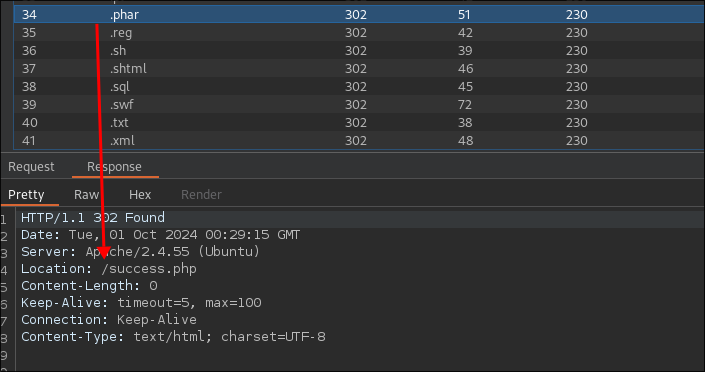 34 .phar 302 51 230
35 .reg 302 42 230
36 .sh 302 39 230
37 .shtml 302 46 230
38 .sql 302 45 230
39 .swf 302 72 230
40 .txt 302 38 230
41 .xml 302 48 230
Request Response
Pretty Raw Hex Render
1 HTTP/1.1 302 Found
2 Date: Tue, 01 Oct 2024 00:29:15 GMT
3 Server: Apache/2.4.55 (Ubuntu)
4 Location: /success.php
5 Content-Length: 0
6 Keep-Alive: timeout=5, max=100
7 Connection: Keep-Alive
8 Content-Type: text/html; charset=UTF-8
9